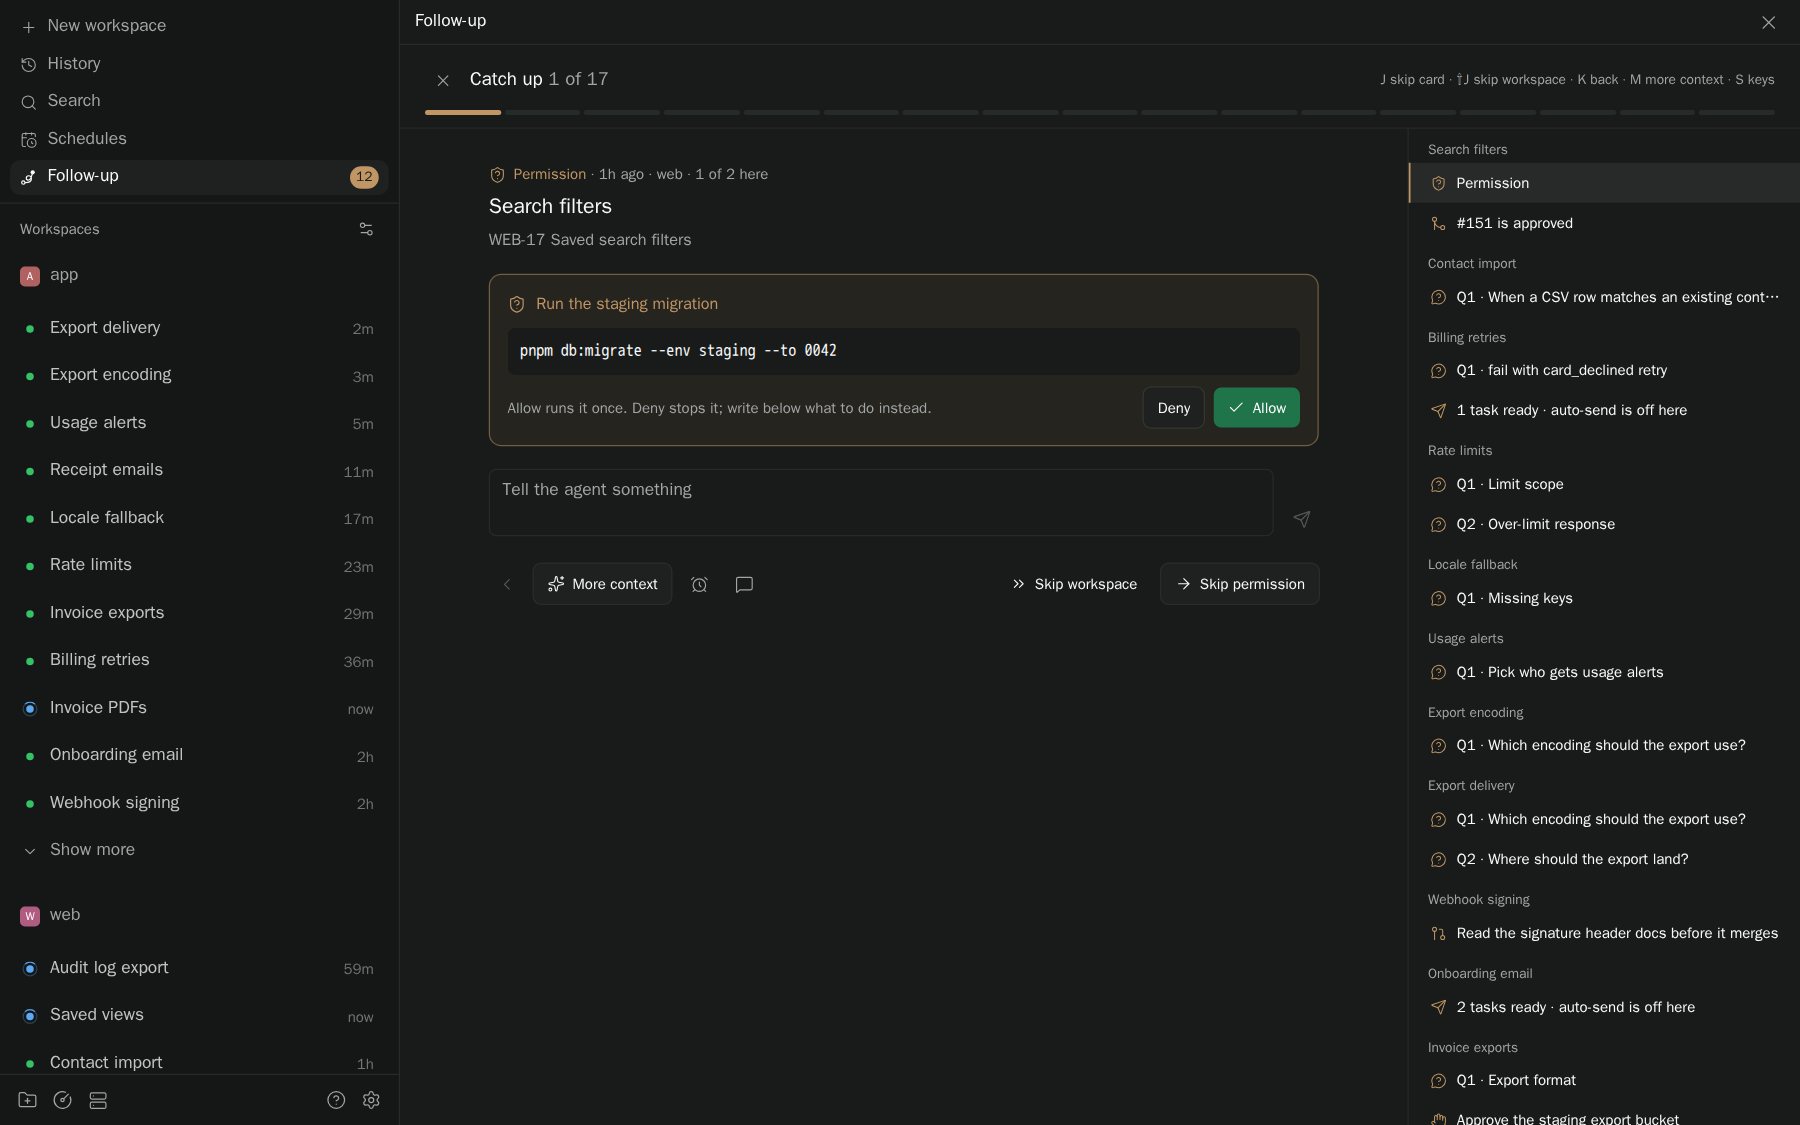 New workspace
History
Search
Schedules
Follow-up 12
Workspaces
A app
Export delivery 2m
Export encoding 3m
Usage alerts 5m
Receipt emails 11m
Locale fallback 17m
Rate limits 23m
Invoice exports 29m
Billing retries 36m
Invoice PDFs now
Onboarding email 2h
Webhook signing 2h
Show more
W web
Audit log export 59m
Saved views now
Contact import 1h
Follow-up
Catch up 1 of 17
J skip card · ⇧J skip workspace · K back · M more context · S keys
Permission · 1h ago · web · 1 of 2 here
Search filters
WEB-17 Saved search filters
Run the staging migration
pnpm db:migrate --env staging --to 0042
Allow runs it once. Deny stops it; write below what to do instead.
Deny
Allow
Tell the agent something
More context
Skip workspace
Skip permission
Search filters
Permission
#151 is approved
Contact import
Q1 · When a CSV row matches an existing cont···
Billing retries
Q1 · fail with card_declined retry
1 task ready · auto-send is off here
Rate limits
Q1 · Limit scope
Q2 · Over-limit response
Locale fallback
Q1 · Missing keys
Usage alerts
Q1 · Pick who gets usage alerts
Export encoding
Q1 · Which encoding should the export use?
Export delivery
Q1 · Which encoding should the export use?
Q2 · Where should the export land?
Webhook signing
Read the signature header docs before it merges
Onboarding email
2 tasks ready · auto-send is off here
Invoice exports
Q1 · Export format
Approve the staging export bucket